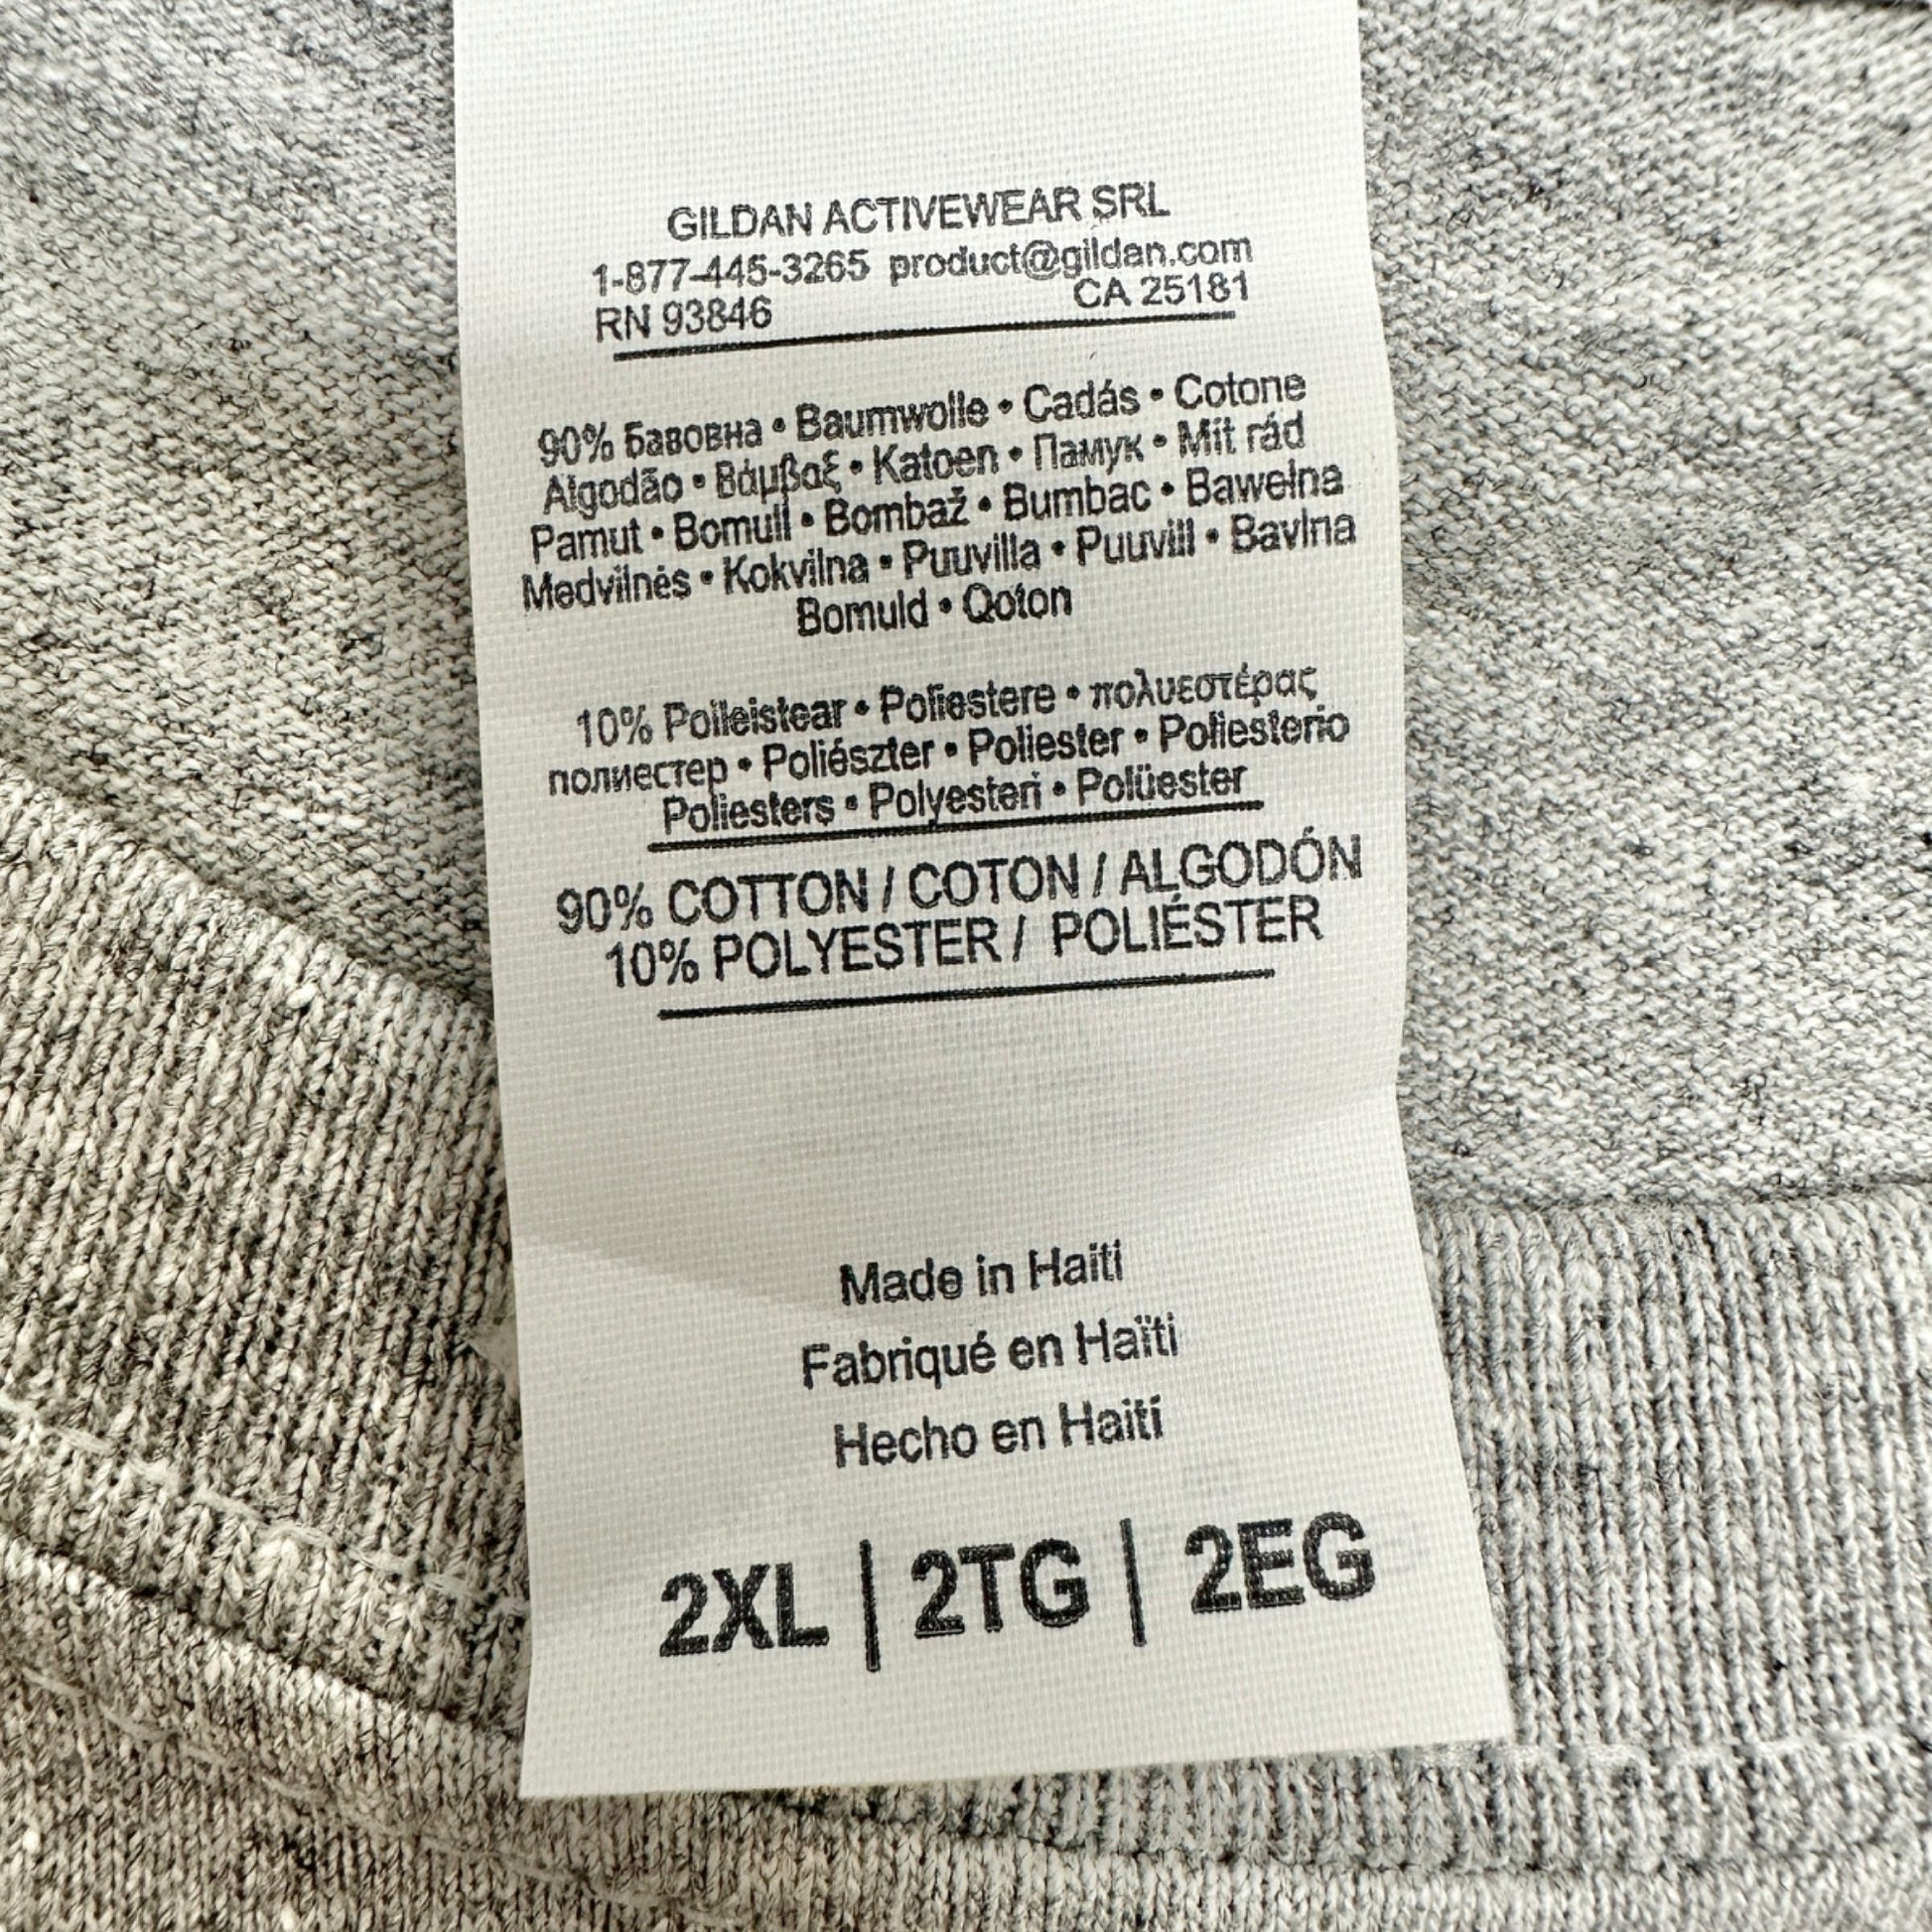 GILDAN ACTIVEWEAR SRL
1-877-445-3265 product@gildan.com
RN 93846 CA 25181
90% Бавовна • Baumwolle • Cadás • Cotone
Algodão • Βάμβαξ • Katoen • Памук • Mit rád
Pamut • Bomull • Bombaž • Bumbac • Bawełna
Medvilnės • Kokvilna • Puuvilla • Puuvill • Bavlna
Bomuld • Qoton
10% Poileistear • Poliestere • πολυεστέρας
полиестер • Poliészter • Poliester • Poliesterio
Poliesters • Polyesteri • Polüester
90% COTTON / COTON / ALGODÓN
10% POLYESTER / POLIÉSTER
Made in Haiti
Fabriqué en Haïti
Hecho en Haití
2XL | 2TG | 2EG